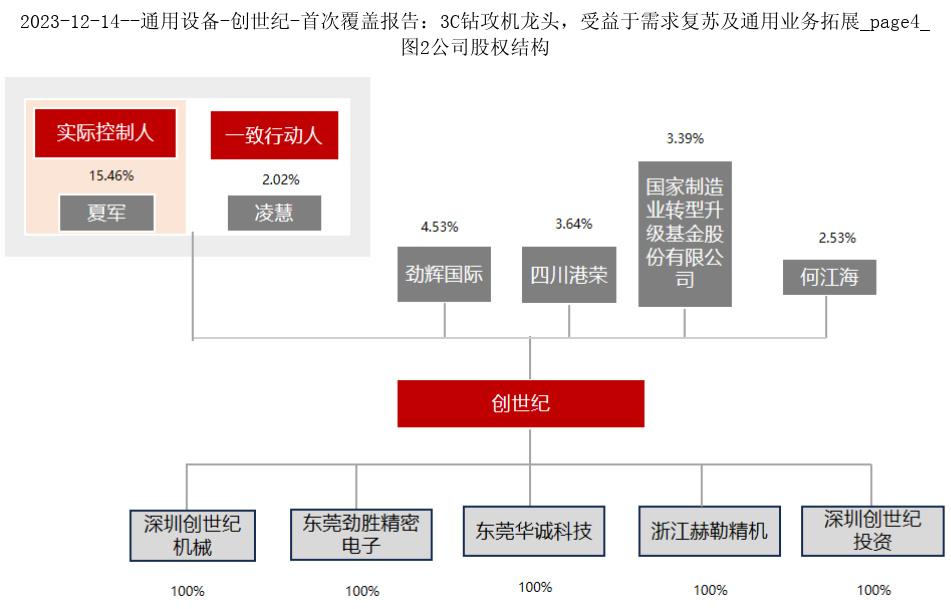 2023-12-14--通用设备-创世纪-首次覆盖报告：3C钻攻机龙头，受益于需求复苏及通用业务拓展_page4_
图2公司股权结构
实际控制人
一致行动人
15.46%
2.02%
夏军
凌慧
4.53%
劲辉国际
3.64%
四川港荣
3.39%
国家制造
业转型升
级基金股
份有限公
司
2.53%
何江海
创世纪
深圳创世纪
机械
东莞劲胜精密
电子
东莞华诚科技
浙江赫勒精机
深圳创世纪
投资
100%
100%
100%
100%
100%